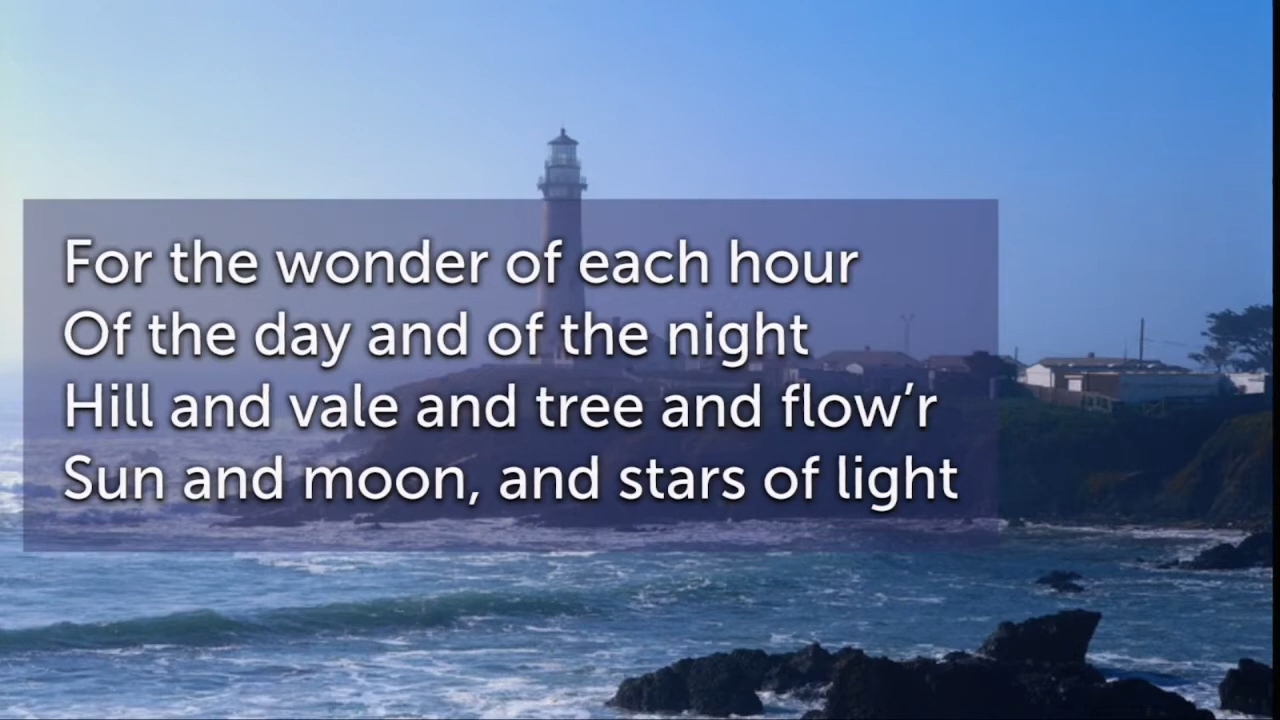 For the wonder of each hour
Of the day and of the night
Hill and vale and tree and flow’r
Sun and moon, and stars of light